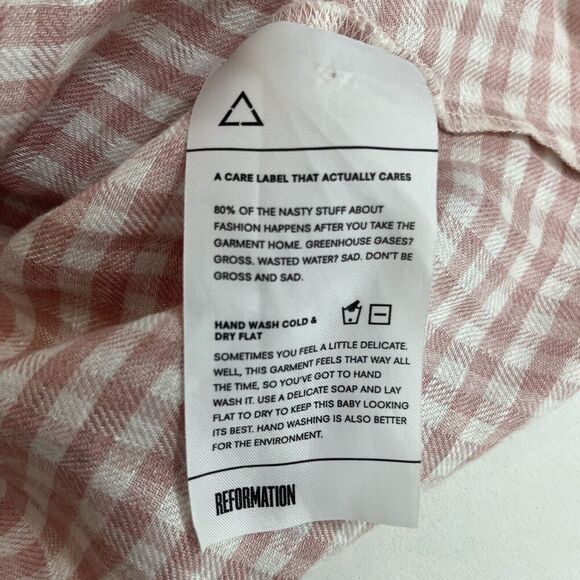 A CARE LABEL THAT ACTUALLY CARES
80% OF THE NASTY STUFF ABOUT
FASHION HAPPENS AFTER YOU TAKE THE
GARMENT HOME. GREENHOUSE GASES?
GROSS. WASTED WATER? SAD. DON'T BE
GROSS AND SAD.
HAND WASH COLD &
DRY FLAT
SOMETIMES YOU FEEL A LITTLE DELICATE.
WELL, THIS GARMENT FEELS THAT WAY ALL
THE TIME, SO YOU'VE GOT TO HAND
WASH IT. USE A DELICATE SOAP AND LAY
FLAT TO DRY TO KEEP THIS BABY LOOKING
ITS BEST. HAND WASHING IS ALSO BETTER
FOR THE ENVIRONMENT.
REFORMATION